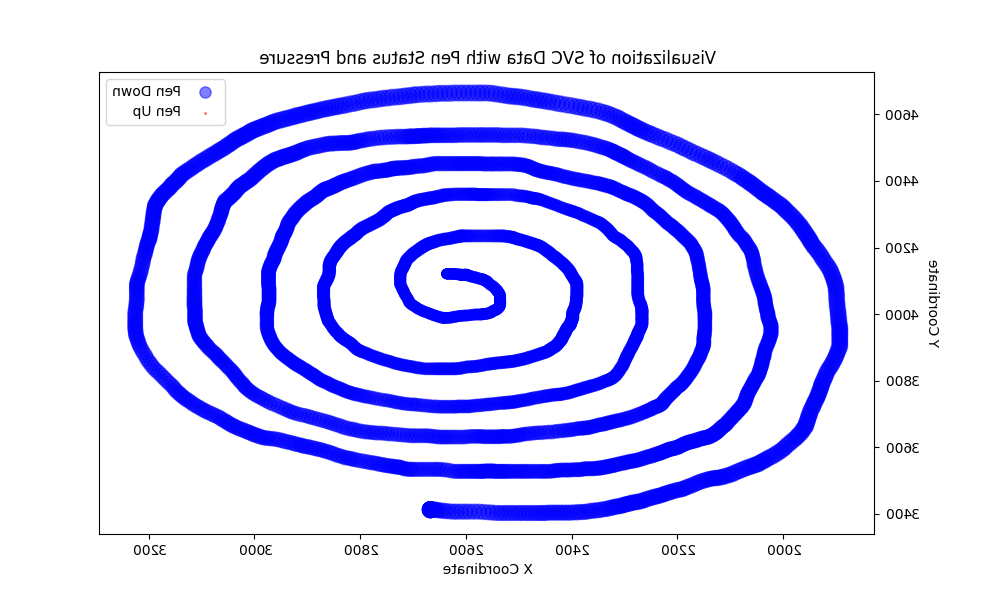 Visualization of SVC Data with Pen Status and Pressure
Pen Down
Pen Up
4600
4400
4200
4000
3800
3600
3400
Y Coordinate
3200
3000
2800
2600
2400
2200
2000
X Coordinate